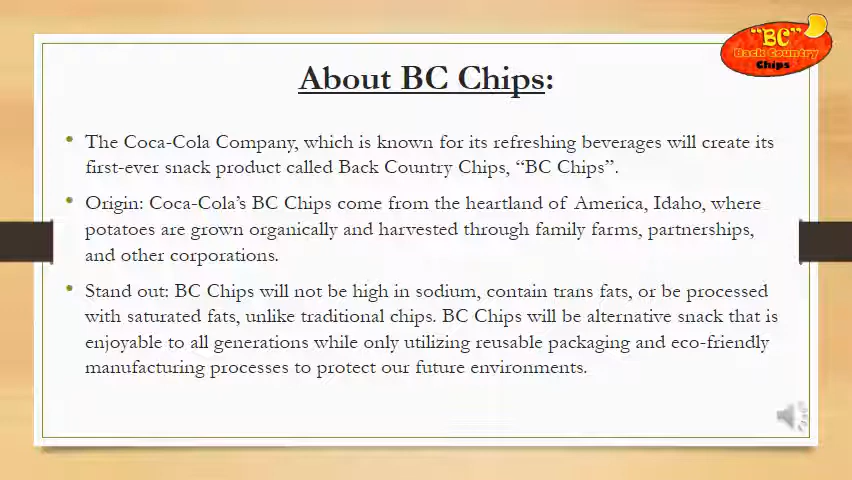 "BC"
Back Country
Chips
About BC Chips:
• The Coca-Cola Company, which is known for its refreshing beverages will create its
first-ever snack product called Back Country Chips, “BC Chips”.
• Origin: Coca-Cola’s BC Chips come from the heartland of America, Idaho, where
potatoes are grown organically and harvested through family farms, partnerships,
and other corporations.
• Stand out: BC Chips will not be high in sodium, contain trans fats, or be processed
with saturated fats, unlike traditional chips. BC Chips will be alternative snack that is
enjoyable to all generations while only utilizing reusable packaging and eco-friendly
manufacturing processes to protect our future environments.